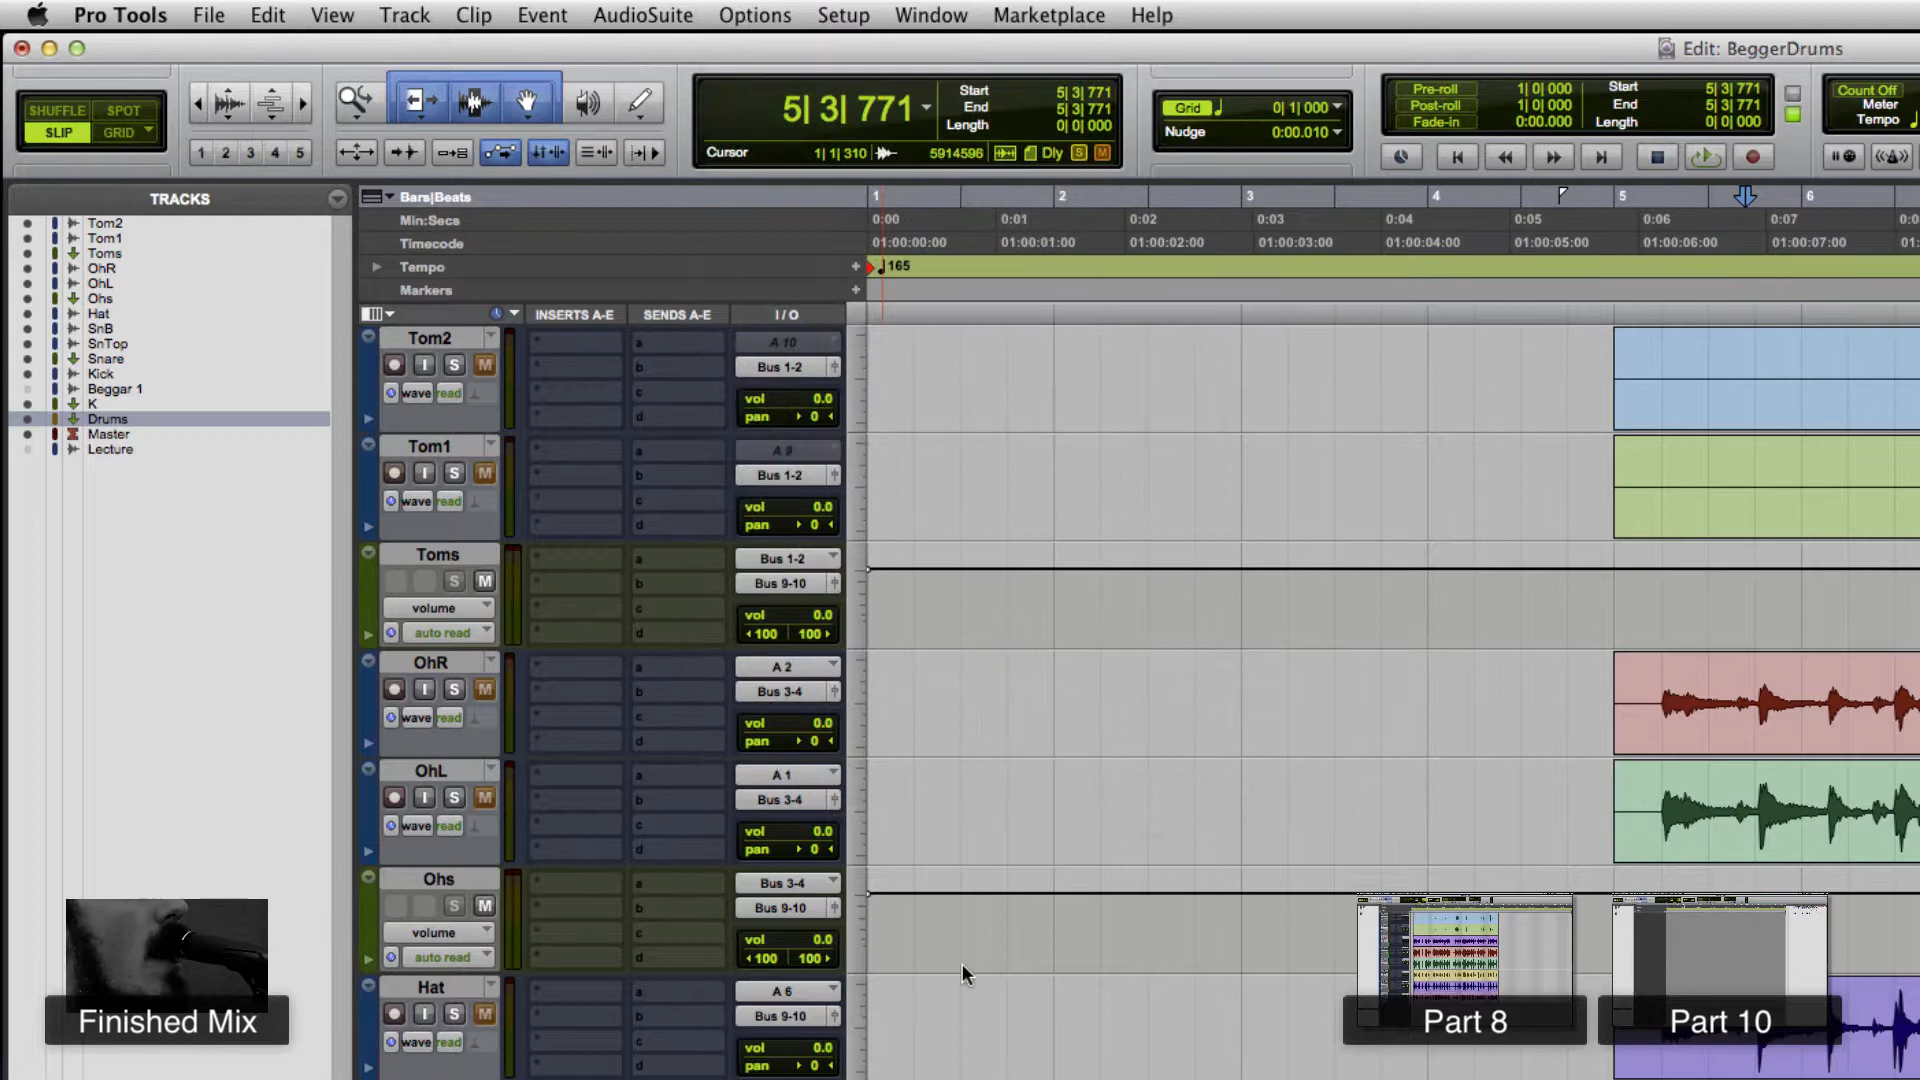 Pro Tools File Edit View Track Clip Event AudioSuite Options Setup Window Marketplace Help
Edit: BeggerDrums
SHUFFLE SPOT
SLIP GRID
1 2 3 4 5
5| 3| 771
Start 5| 3| 771
End 5| 3| 771
Length 0| 0| 000
Cursor 1| 1| 310 5914596 Dly S M
Grid 0| 1| 000
Nudge 0:00.010
Pre-roll 1| 0| 000
Post-roll 1| 0| 000
Fade-in 0:00.000
Start 5| 3| 771
End 5| 3| 771
Length 0| 0| 000
Count Off
Meter
Tempo
TRACKS
Tom2
Tom1
Toms
OhR
OhL
Ohs
Hat
SnB
SnTop
Snare
Kick
Beggar 1
K
Drums
Master
Lecture
Bars|Beats 1 2 3 4 5 6
Min:Secs 0:00 0:01 0:02 0:03 0:04 0:05 0:06 0:07
Timecode 01:00:00:00 01:00:01:00 01:00:02:00 01:00:03:00 01:00:04:00 01:00:05:00 01:00:06:00 01:00:07:00
Tempo 165
Markers
INSERTS A-E SENDS A-E I / O
Tom2 a A 10
I S M b Bus 1-2
wave read c vol 0.0
d pan 0
Tom1 a A 9
I S M b Bus 1-2
wave read c vol 0.0
d pan 0
Toms a Bus 1-2
S M b Bus 9-10
volume c vol 0.0
auto read d 100 100
OhR a A 2
I S M b Bus 3-4
wave read c vol 0.0
d pan 0
OhL a A 1
I S M b Bus 3-4
wave read c vol 0.0
d pan 0
Ohs a Bus 3-4
S M b Bus 9-10
volume c vol 0.0
auto read d 100 100
Hat a A 6
I S M b Bus 9-10
wave read c vol 0.0
d pan 0
Finished Mix
Part 8
Part 10